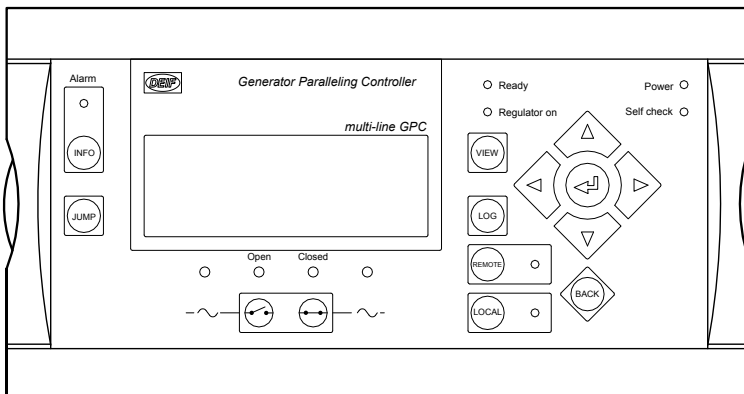 Alarm
INFO
JUMP
DEIF
Generator Paralleling Controller
multi-line GPC
Open Closed
Ready
Regulator on
Power
Self check
VIEW
LOG
REMOTE
LOCAL
BACK